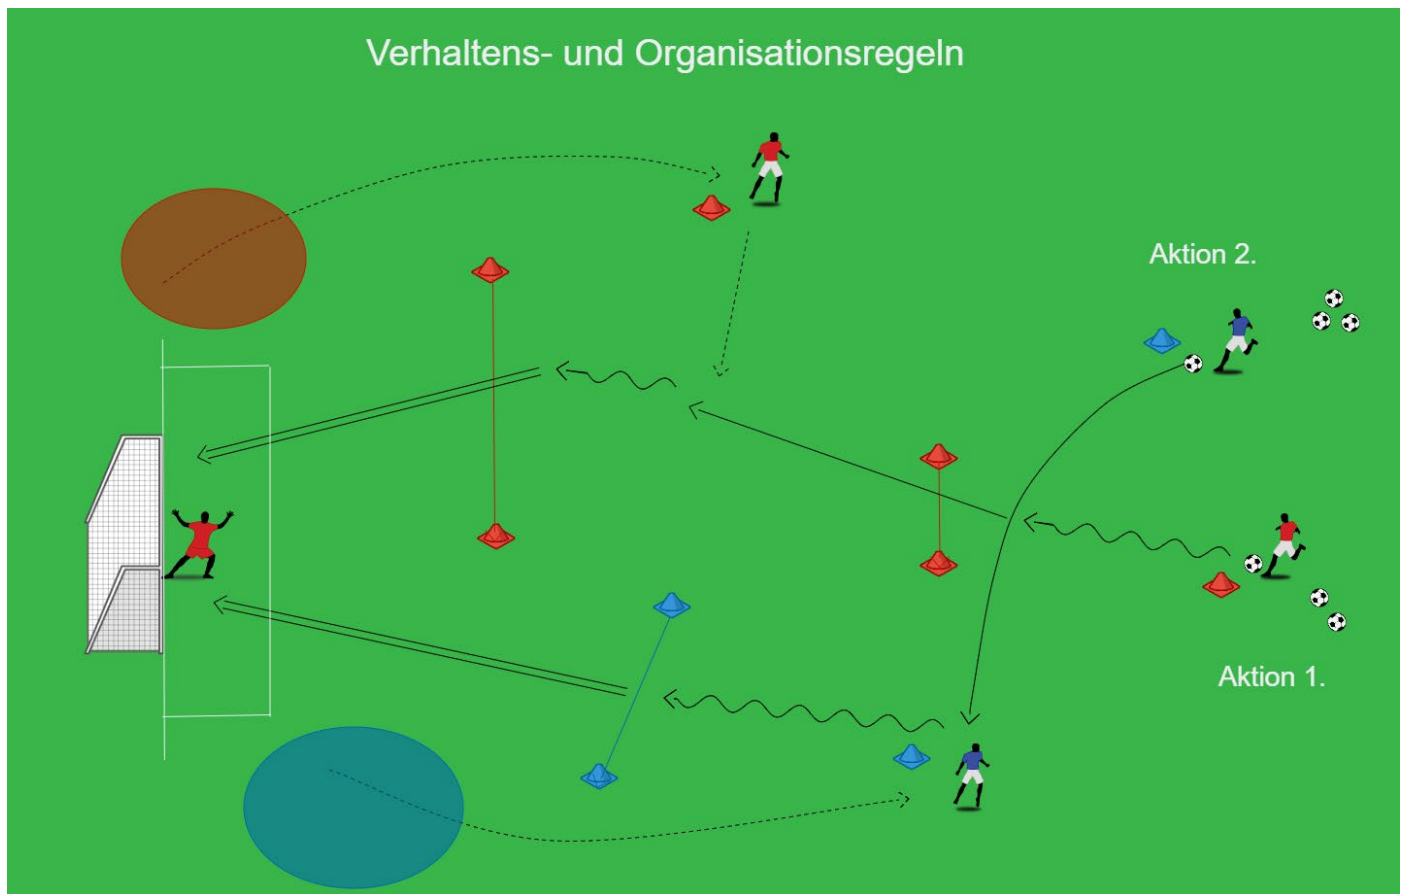 Verhaltens- und Organisationsregeln
Aktion 2.
Aktion 1.